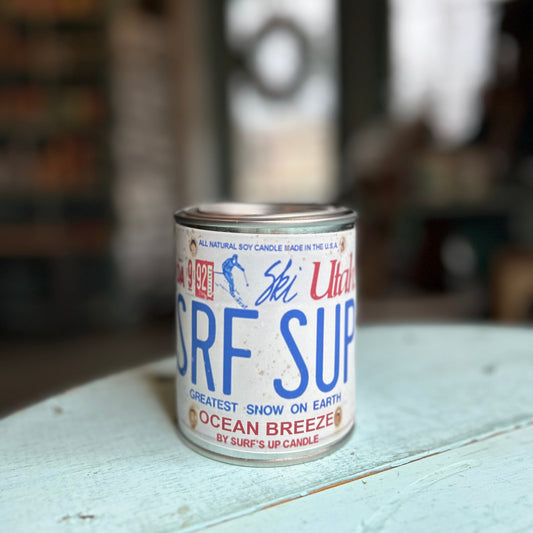 ALL NATURAL SOY CANDLE MADE IN THE U.S.A.
9 92 Ski Utah
SRF SUP
GREATEST SNOW ON EARTH
OCEAN BREEZE
BY SURF'S UP CANDLE